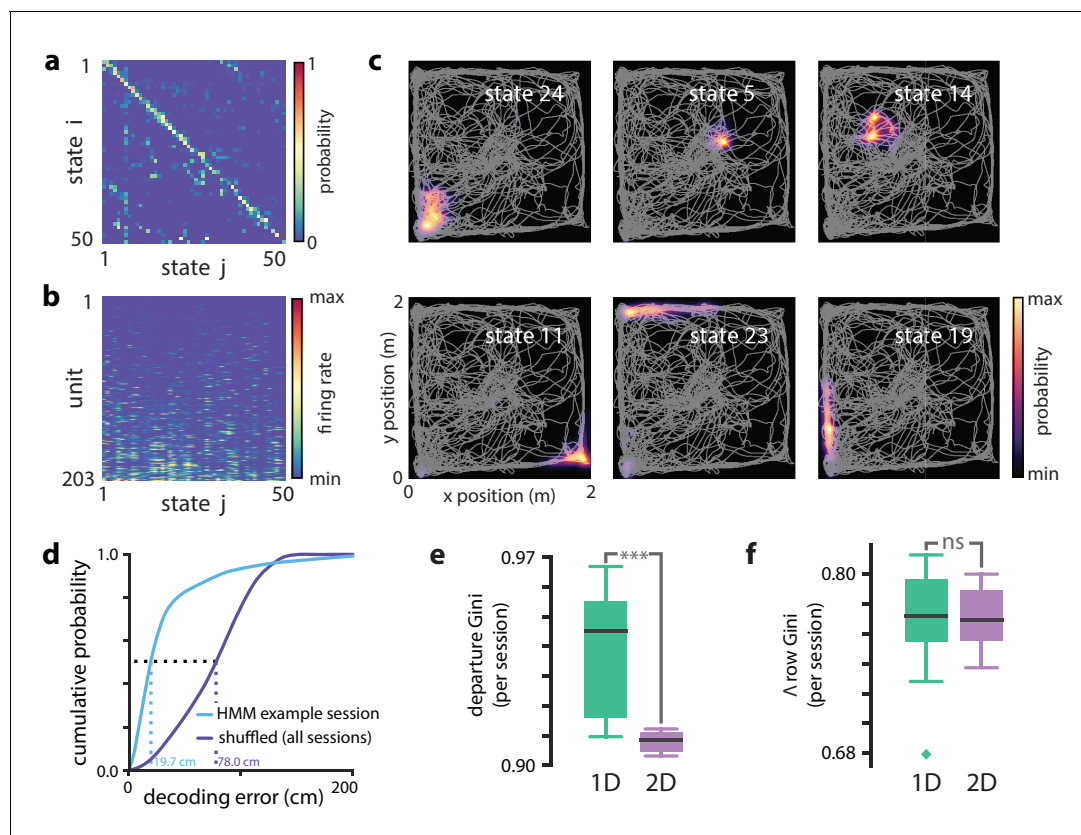 a
1
state i
50
1
state j
50
1
probability
0
b
1
unit
203
1
state j
50
max
firing rate
min
c
state 24
state 5
state 14
2
y position (m)
0
state 11
0
x position (m)
2
state 23
state 19
max
probability
min
d
1.0
cumulative probability
0.0
HMM example session
shuffled (all sessions)
19.7 cm
78.0 cm
0
decoding error (cm)
200
e
0.97
***
departure Gini
(per session)
0.90
1D
2D
f
ns
0.80
Λ row Gini
(per session)
0.68
1D
2D